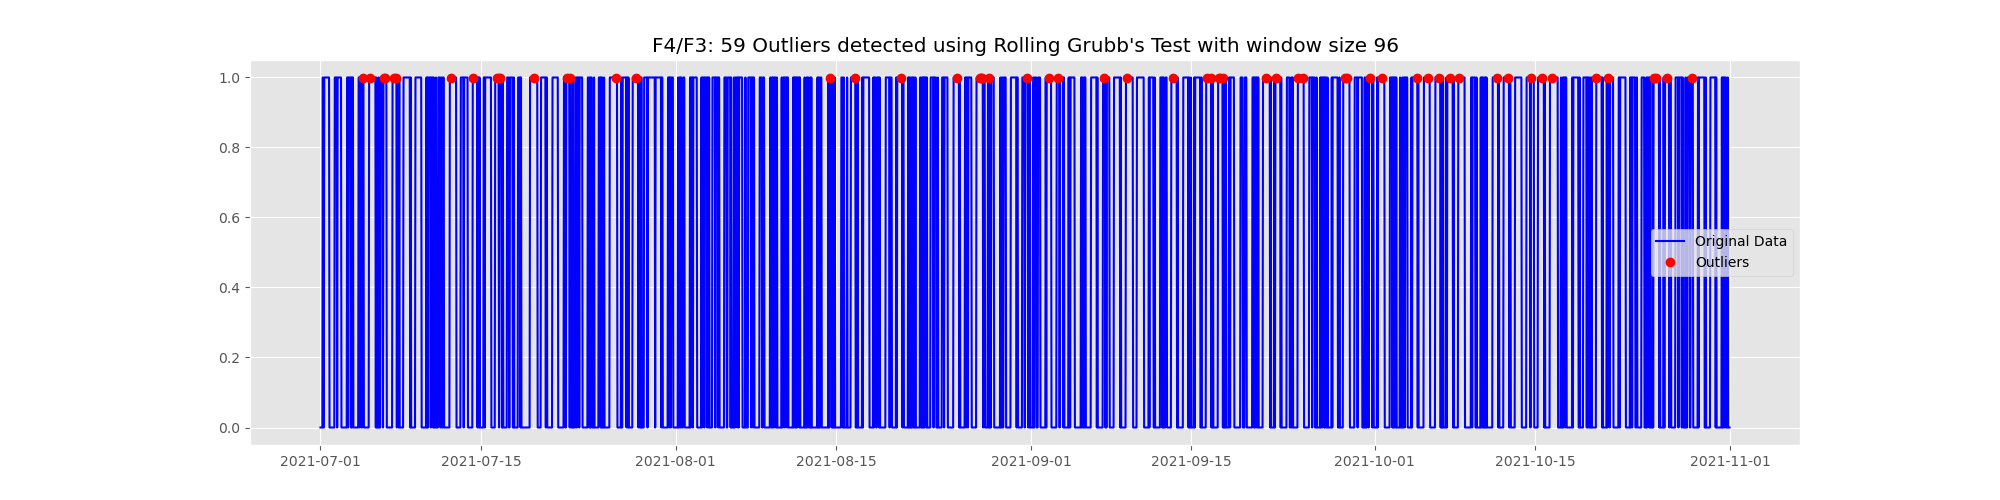 F4/F3: 59 Outliers detected using Rolling Grubb's Test with window size 96
1.0
0.8
0.6
0.4
0.2
0.0
Original Data
Outliers
2021-07-01 2021-07-15 2021-08-01 2021-08-15 2021-09-01 2021-09-15 2021-10-01 2021-10-15 2021-11-01